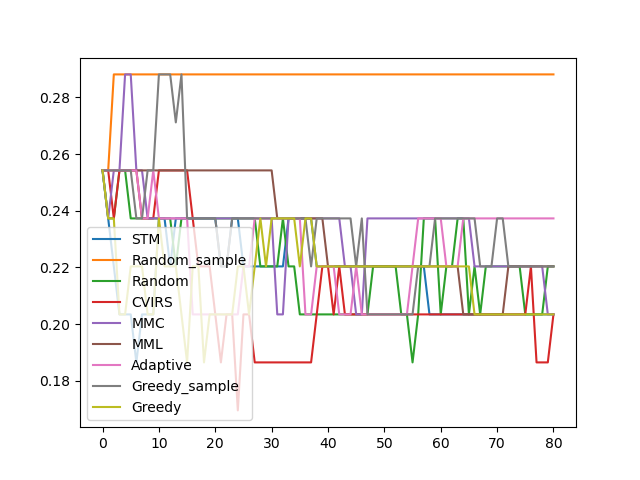 0.28
0.26
0.24
0.22
0.20
0.18
STM
Random_sample
Random
CVIRS
MMC
MML
Adaptive
Greedy_sample
Greedy
0 10 20 30 40 50 60 70 80